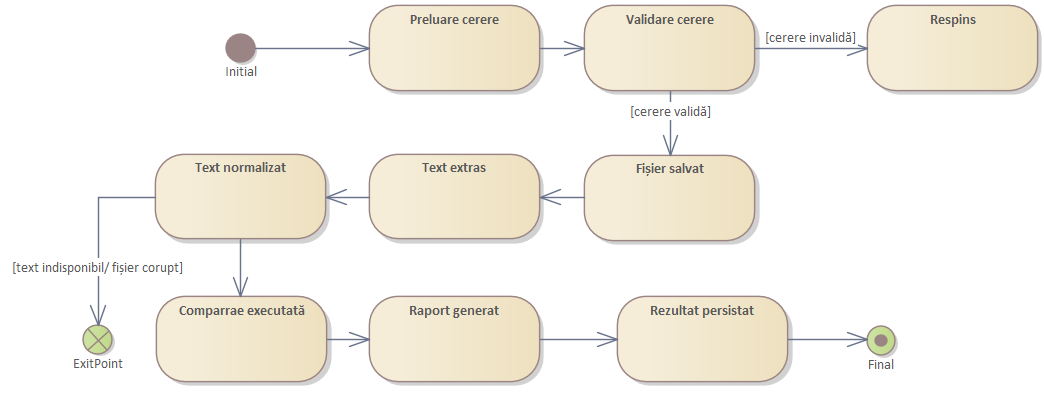 Preluare cerere
Validare cerere
Respins
[cerere invalidă]
Initial
[cerere validă]
Text normalizat
Text extras
Fișier salvat
[text indisponibil/ fișier corupt]
Comparrae executată
Raport generat
Rezultat persistat
ExitPoint
Final